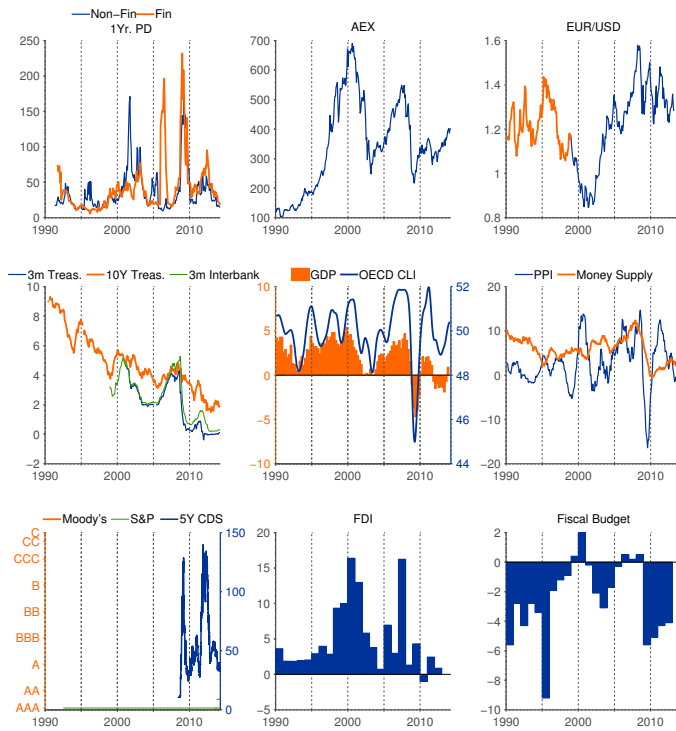 Non−Fin Fin
1Yr. PD
250
200
150
100
50
0
1990 2000 2010
AEX
700
600
500
400
300
200
100
1990 2000 2010
EUR/USD
1.6
1.4
1.2
1
0.8
1990 2000 2010
3m Treas. 10Y Treas. 3m Interbank
10
8
6
4
2
0
−2
1990 2000 2010
GDP OECD CLI
10
5
0
−5
−10
52
50
48
46
44
1990 2000 2010
PPI Money Supply
20
10
0
−10
−20
1990 2000 2010
Moody's S&P 5Y CDS
C
CC
CCC
B
BB
BBB
A
AA
AAA
150
100
50
0
1990 2000 2010
FDI
20
15
10
5
0
−5
1990 2000 2010
Fiscal Budget
2
0
−2
−4
−6
−8
−10
1990 2000 2010